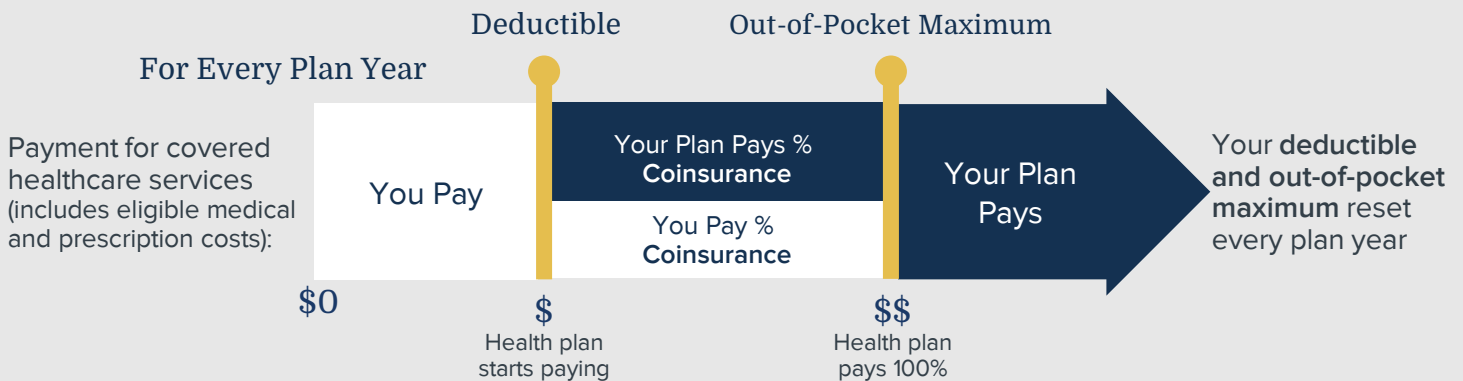 Deductible
Out-of-Pocket Maximum
For Every Plan Year
Payment for covered
healthcare services
(includes eligible medical
and prescription costs):
You Pay
Your Plan Pays %
Coinsurance
You Pay %
Coinsurance
Your Plan
Pays
Your deductible
and out-of-pocket
maximum reset
every plan year
$0
$
Health plan
starts paying
$$
Health plan
pays 100%